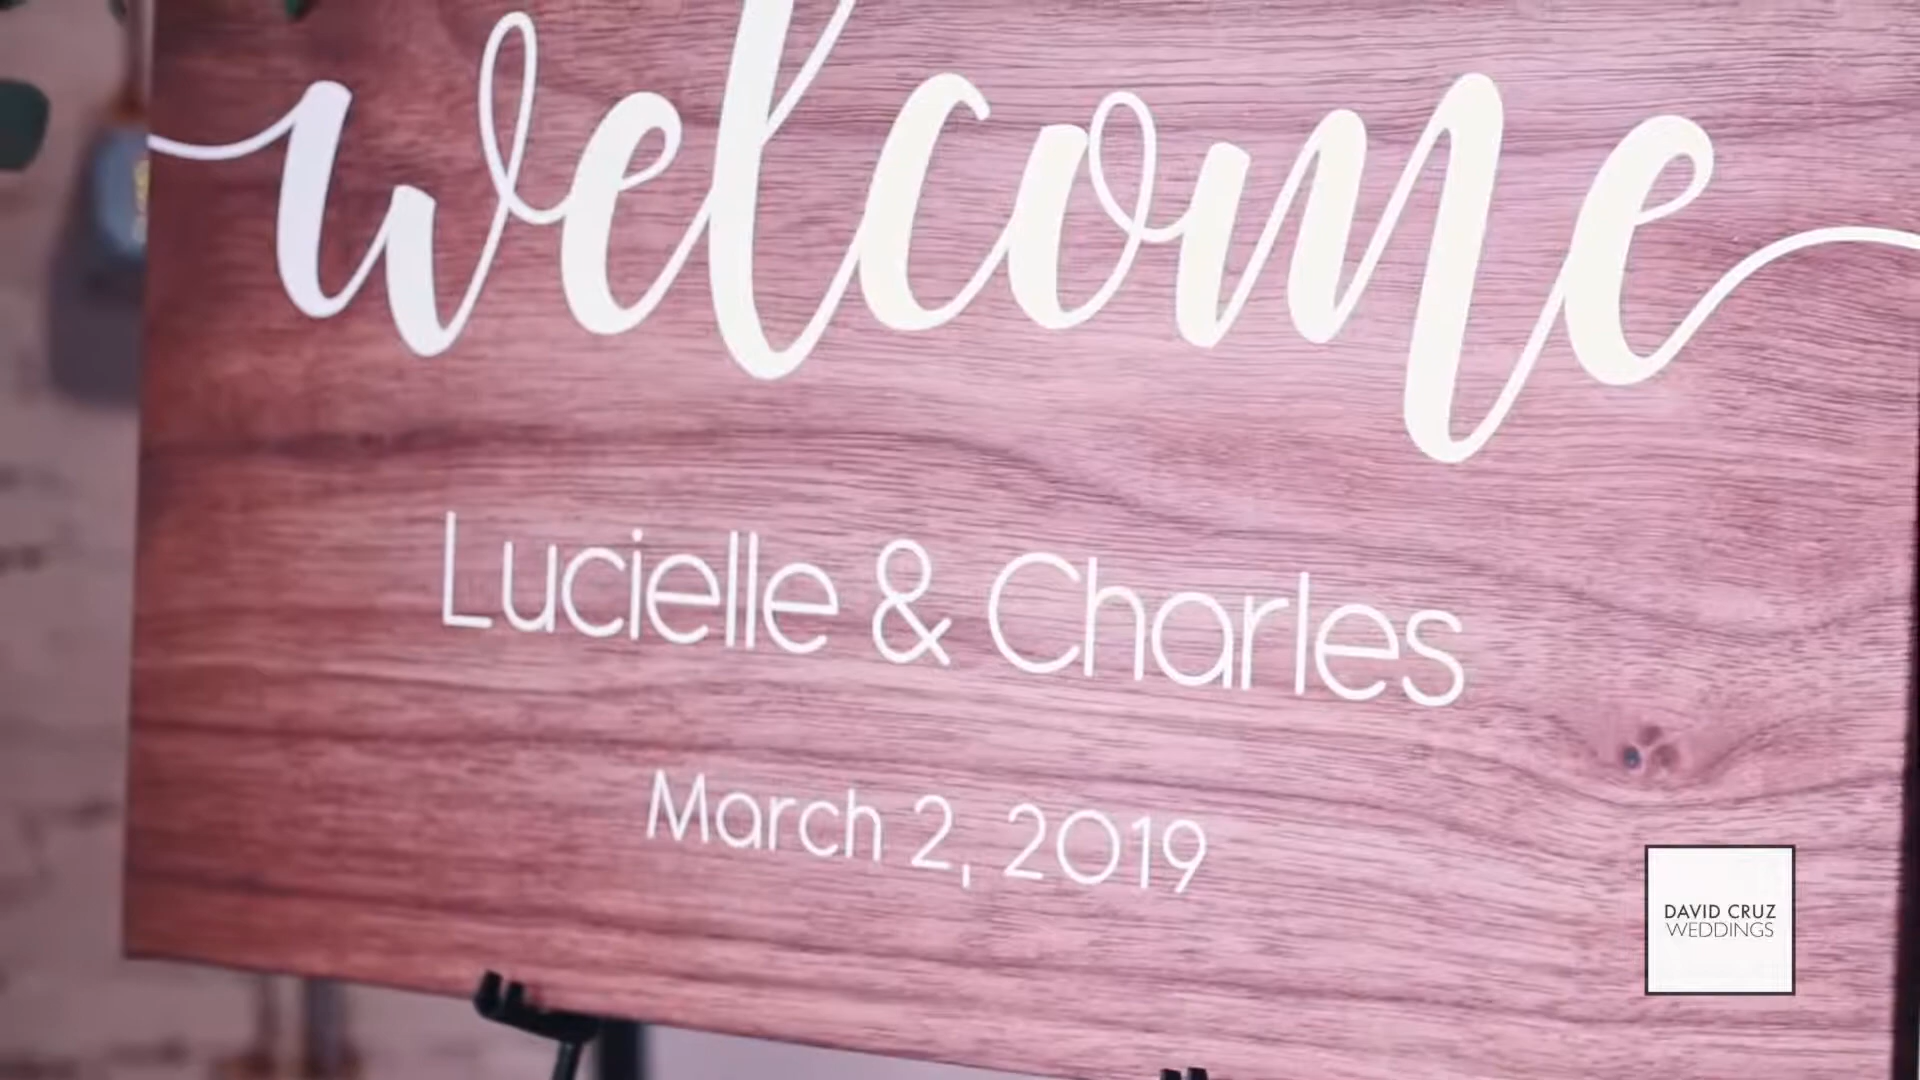 welcome
Lucielle & Charles
March 2, 2019
DAVID CRUZ
WEDDINGS